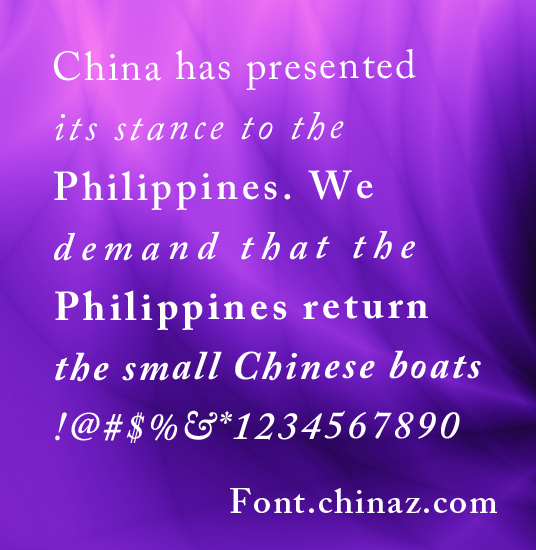 China has presented
its stance to the
Philippines. We
demand that the
Philippines return
the small Chinese boats
!@#$%&*1234567890
Font.chinaz.com